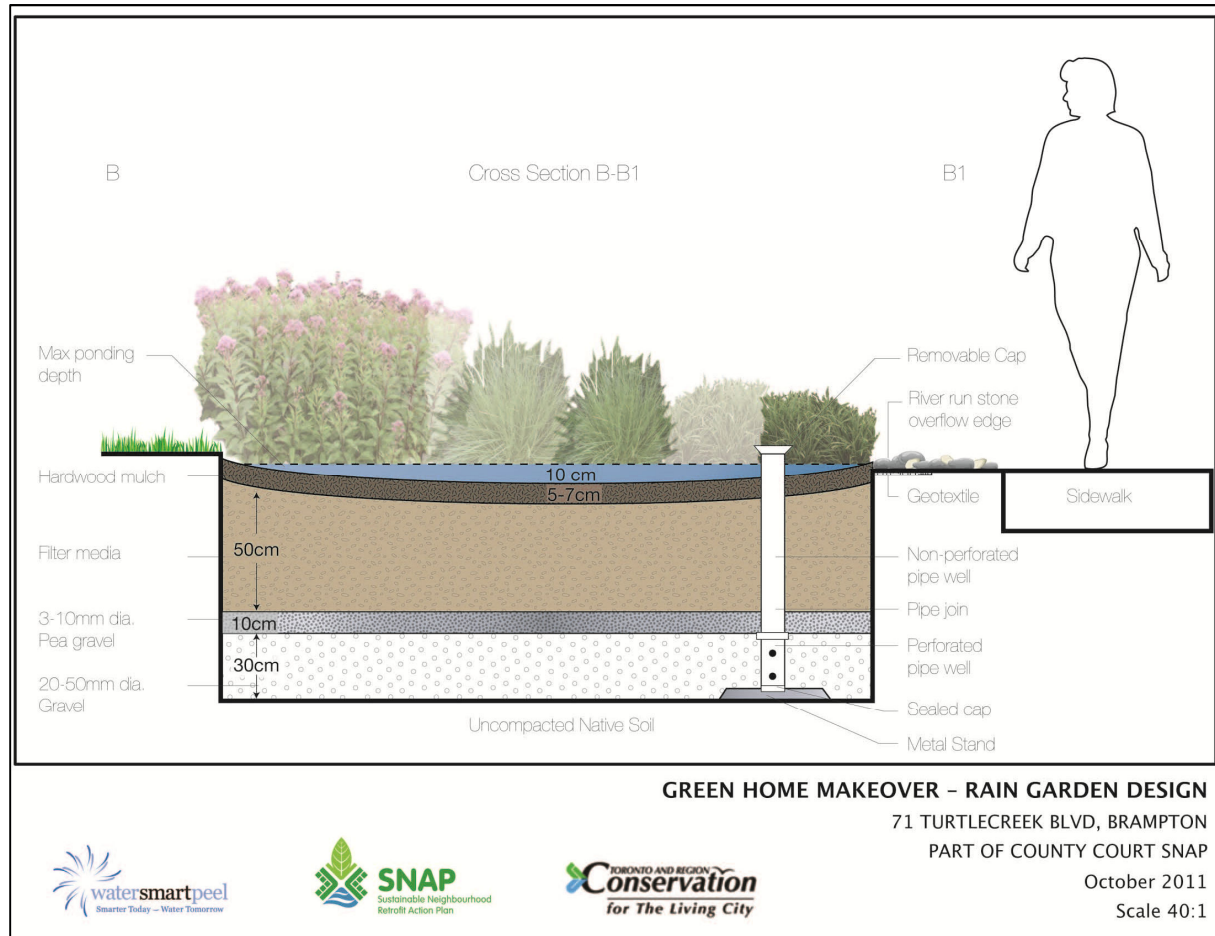 B
Cross Section B-B1
B1
Max ponding
depth
Removable Cap
River run stone
overflow edge
Hardwood mulch
10 cm
5-7cm
Geotextile
Sidewalk
Filter media
50cm
Non-perforated
pipe well
3-10mm dia.
Pea gravel
10cm
Pipe join
30cm
Perforated
pipe well
20-50mm dia.
Gravel
Sealed cap
Uncompacted Native Soil
Metal Stand
GREEN HOME MAKEOVER – RAIN GARDEN DESIGN
71 TURTLECREEK BLVD, BRAMPTON
PART OF COUNTY COURT SNAP
October 2011
Scale 40:1
watersmartpeel
Smarter Today – Water Tomorrow
SNAP
Sustainable Neighbourhood
Retrofit Action Plan
TORONTO AND REGION
Conservation
for The Living City